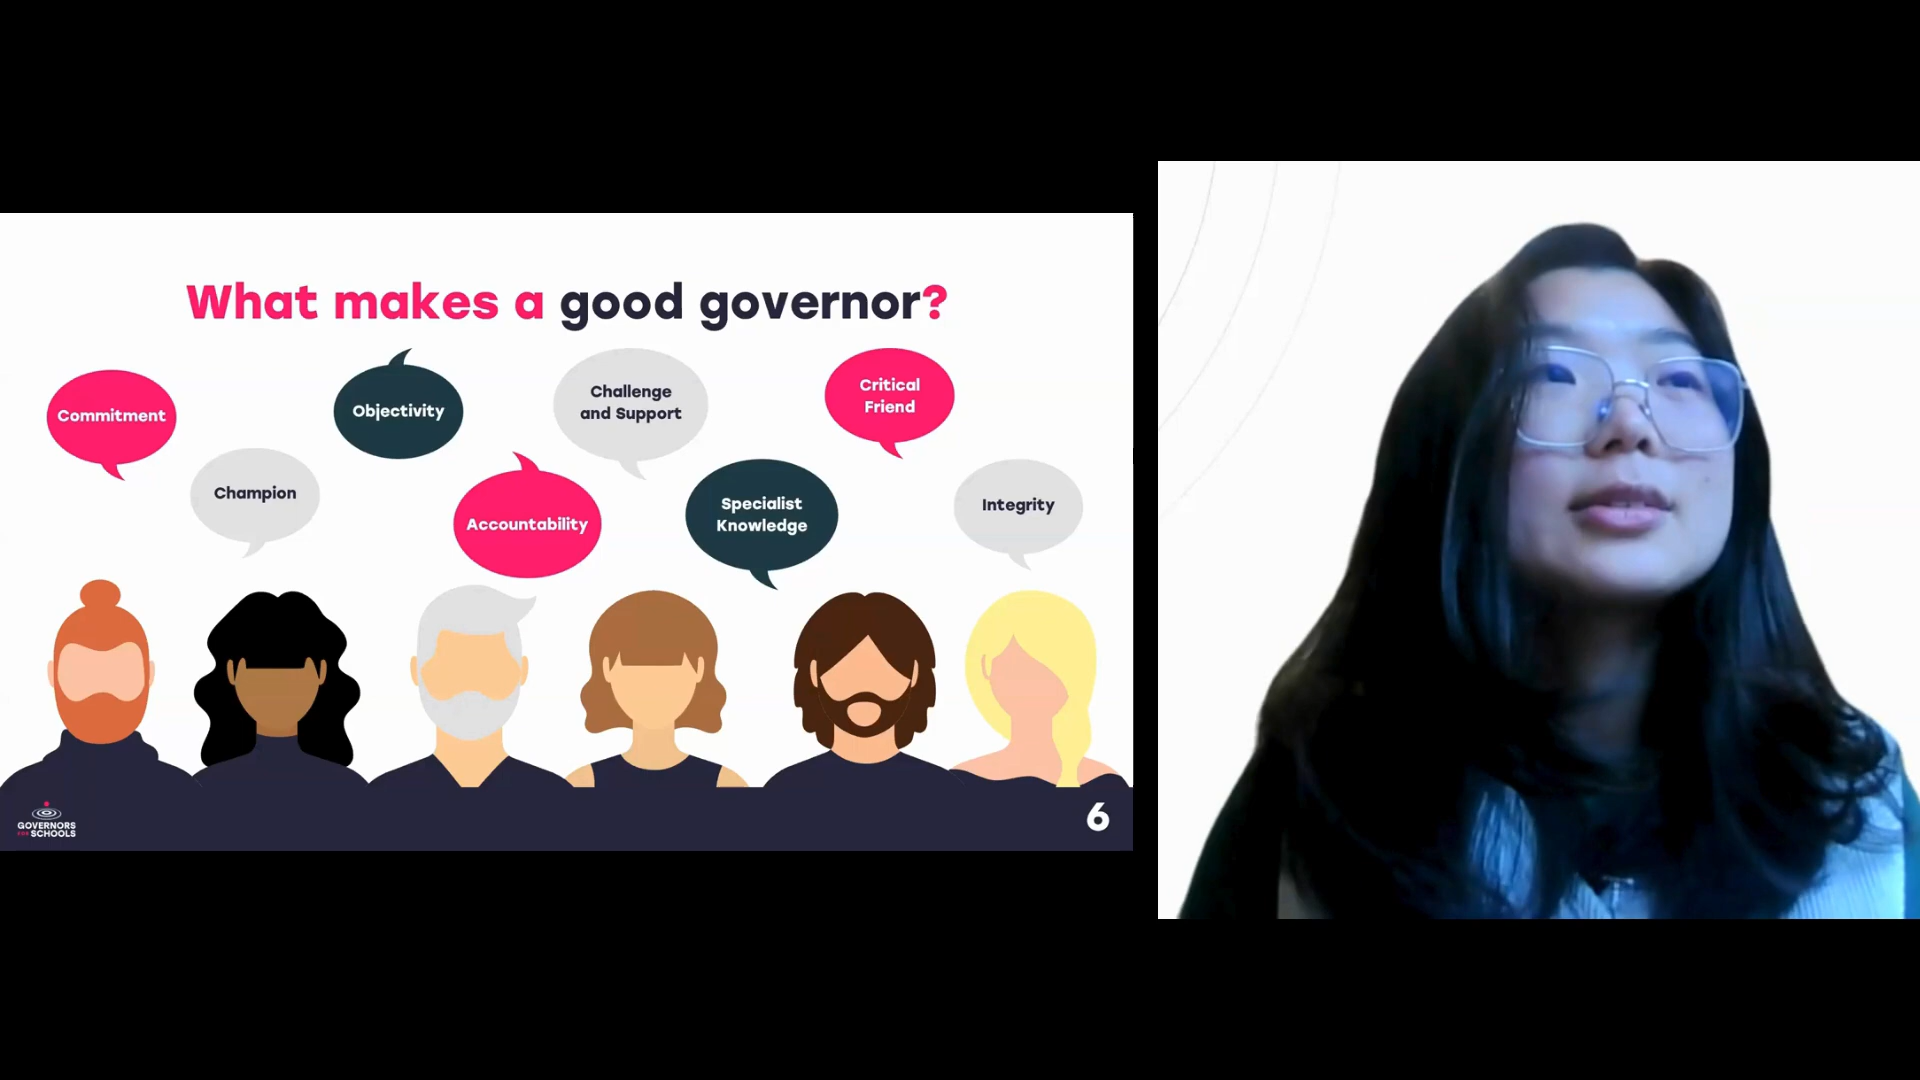 What makes a good governor?
Commitment
Champion
Objectivity
Accountability
Challenge
and Support
Specialist
Knowledge
Critical
Friend
Integrity
GOVERNORS
FOR SCHOOLS
6